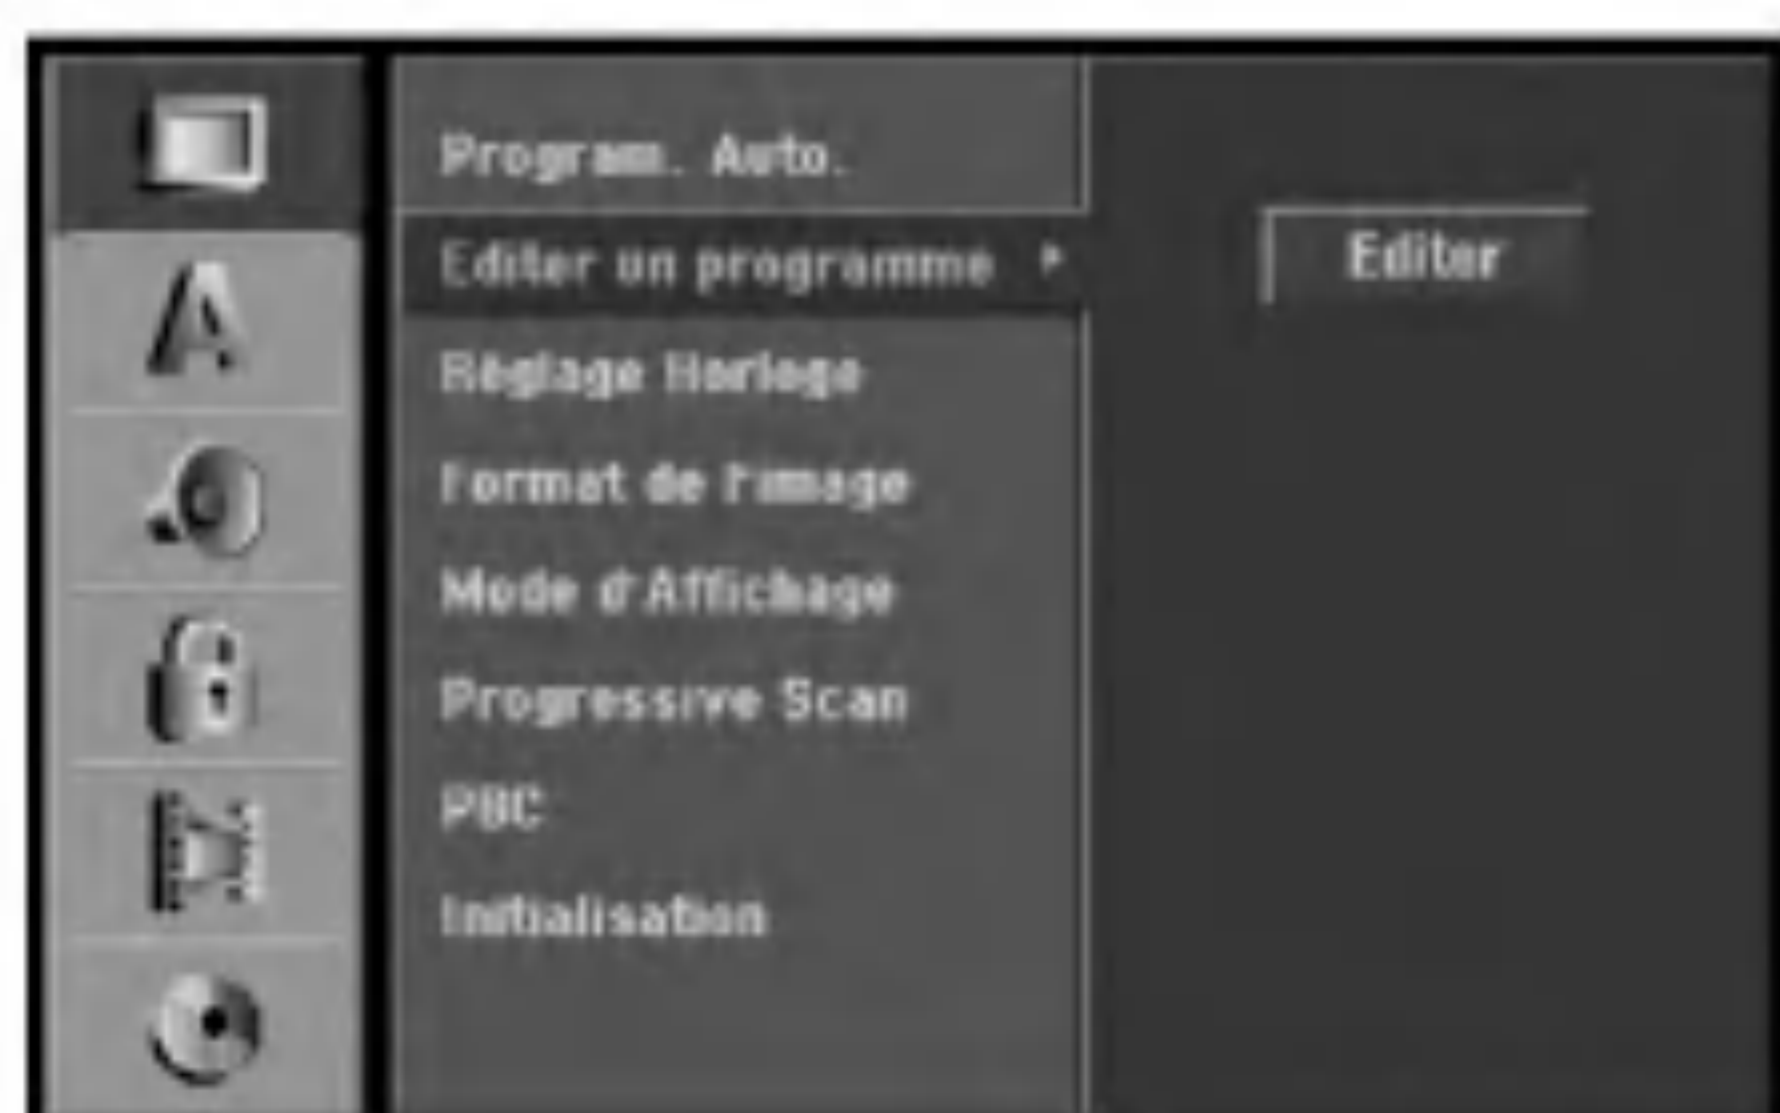 Program. Auto.
Editer un programme
Editer
Réglage Horloge
Format de l'image
Mode d'Affichage
Progressive Scan
PBC
Initialisation